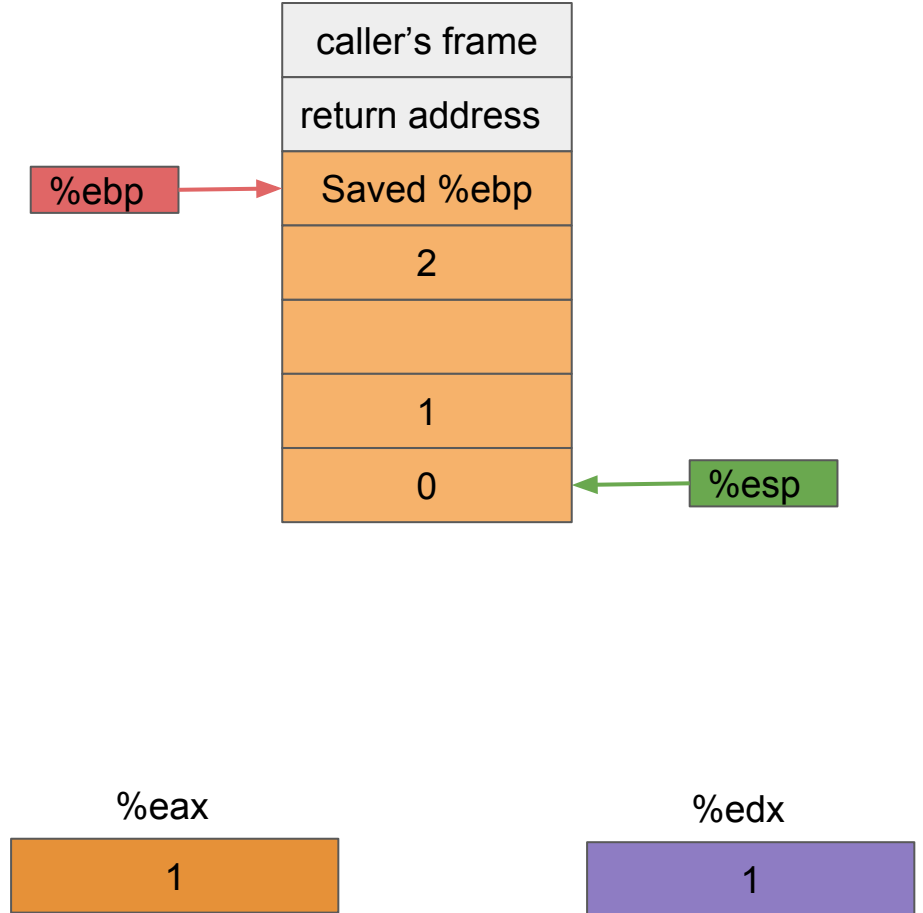 caller’s frame
return address
%ebp
Saved %ebp
2
1
0
%esp
%eax
%edx
1
1